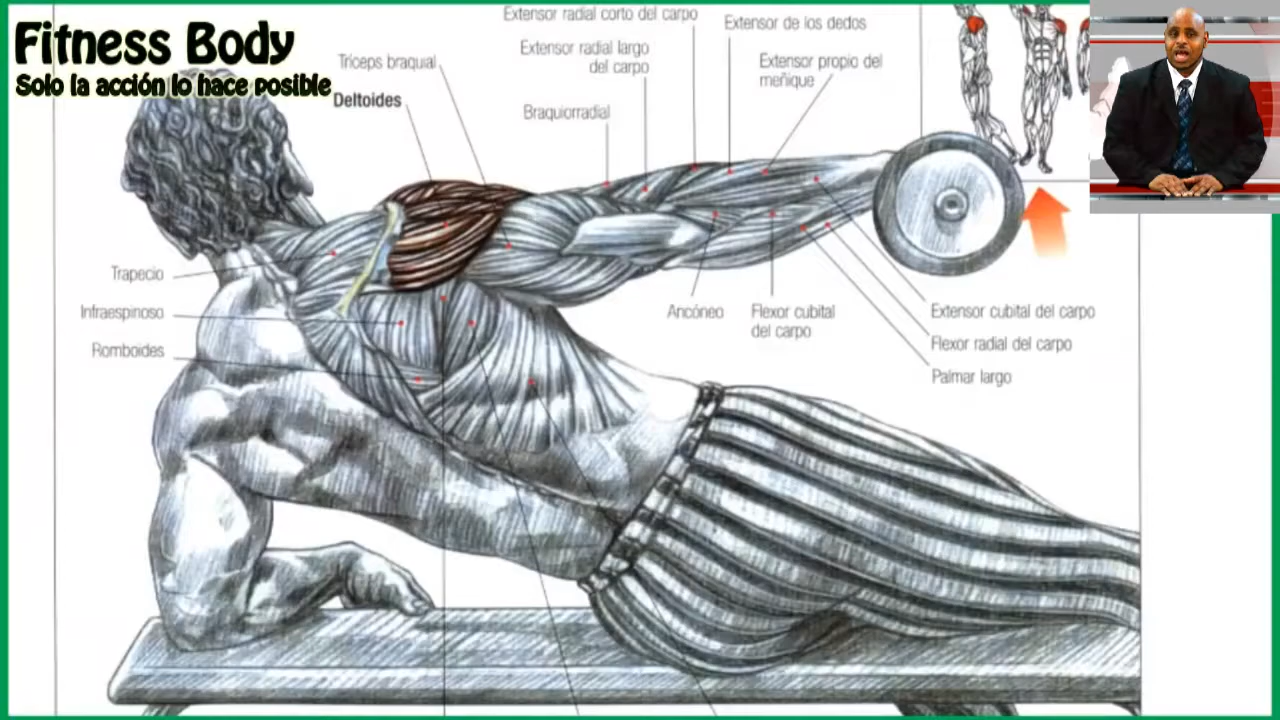 Fitness Body
Solo la acción lo hace posible
Extensor radial corto del carpo
Extensor de los dedos
Extensor radial largo
del carpo
Extensor propio del
meñique
Tríceps braquial
Deltoides
Braquiorradial
Trapecio
Infraespinoso
Romboides
Ancóneo
Flexor cubital
del carpo
Extensor cubital del carpo
Flexor radial del carpo
Palmar largo